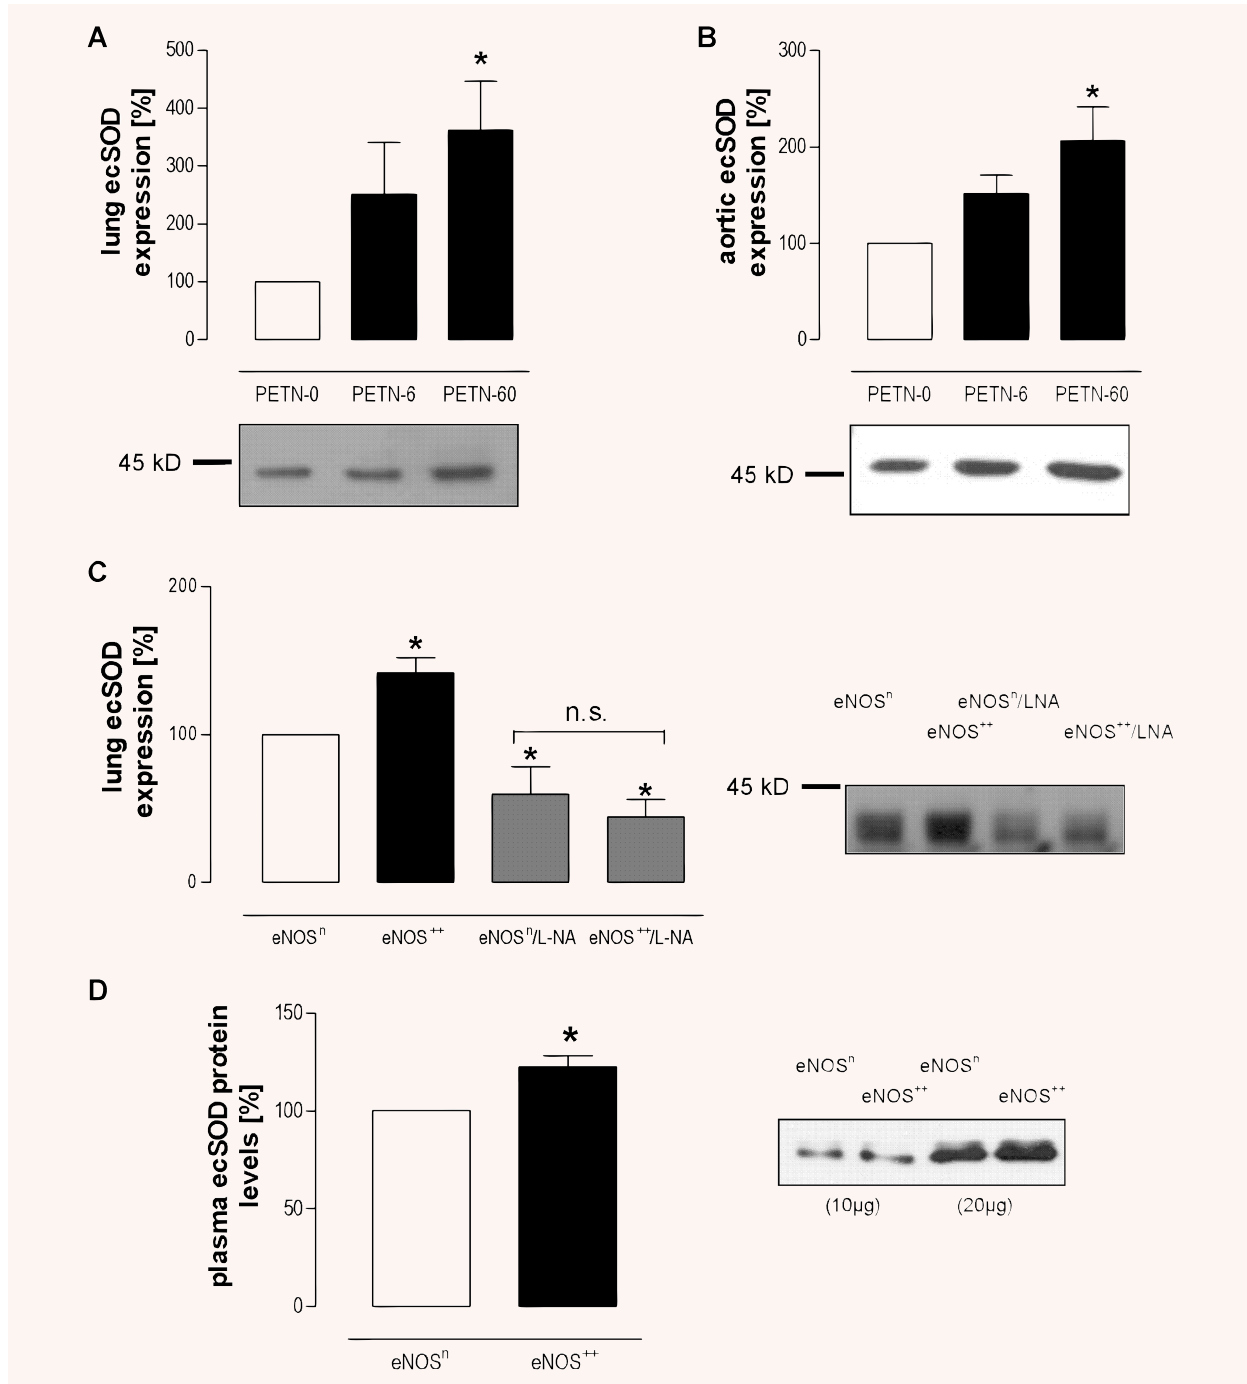 A
lung ecSOD
expression [%]
500
400
300
200
100
0
*
PETN-0 PETN-6 PETN-60
45 kD
B
aortic ecSOD
expression [%]
300
200
100
0
*
PETN-0 PETN-6 PETN-60
45 kD
C
lung ecSOD
expression [%]
200
100
0
*
n.s.
* *
eNOSⁿ eNOS⁺⁺ eNOSⁿ/L-NA eNOS⁺⁺/L-NA
eNOSⁿ eNOSⁿ/LNA
eNOS⁺⁺ eNOS⁺⁺/LNA
45 kD
D
plasma ecSOD protein
levels [%]
150
100
50
0
*
eNOSⁿ eNOS⁺⁺
eNOSⁿ eNOSⁿ
eNOS⁺⁺ eNOS⁺⁺
(10µg) (20µg)